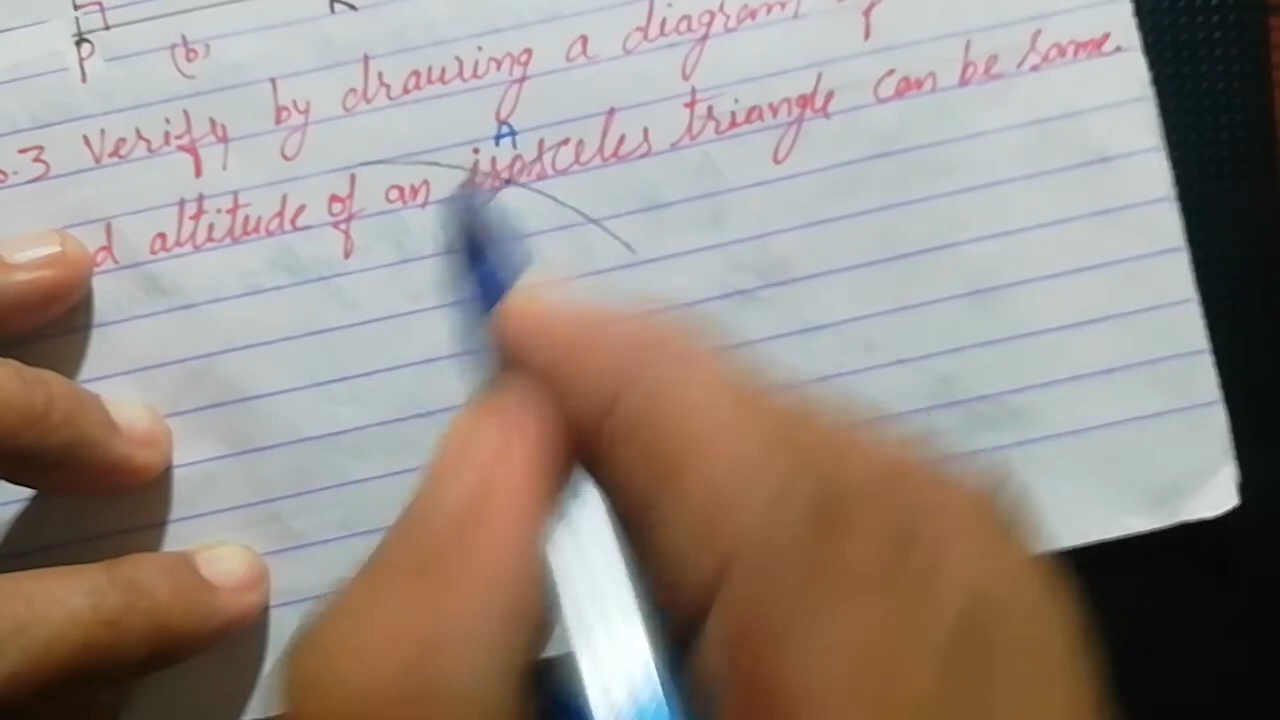 P (b)
.3 Verify by drawing a diagram
d altitude of an isosceles triangle can be same.
A